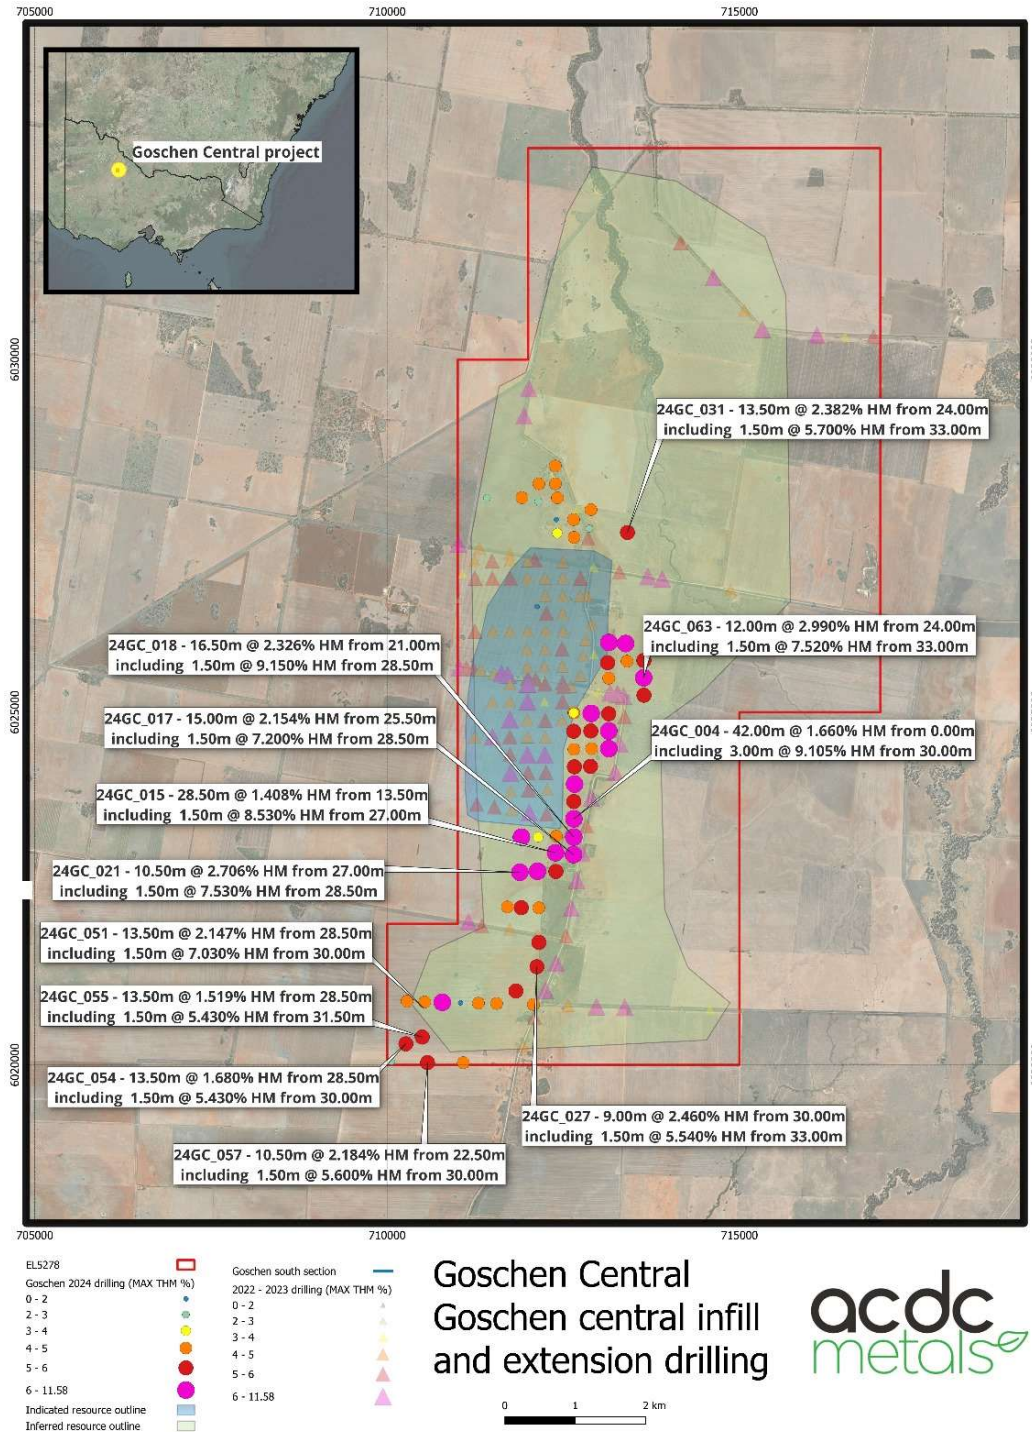 705000
710000
715000
Goschen Central project
6030000
24GC_031 - 13.50m @ 2.382% HM from 24.00m
including 1.50m @ 5.700% HM from 33.00m
24GC_018 - 16.50m @ 2.326% HM from 21.00m
including 1.50m @ 9.150% HM from 28.50m
24GC_063 - 12.00m @ 2.990% HM from 24.00m
including 1.50m @ 7.520% HM from 33.00m
6025000
24GC_017 - 15.00m @ 2.154% HM from 25.50m
including 1.50m @ 7.200% HM from 28.50m
24GC_004 - 42.00m @ 1.660% HM from 0.00m
including 3.00m @ 9.105% HM from 30.00m
24GC_015 - 28.50m @ 1.408% HM from 13.50m
including 1.50m @ 8.530% HM from 27.00m
24GC_021 - 10.50m @ 2.706% HM from 27.00m
including 1.50m @ 7.530% HM from 28.50m
24GC_051 - 13.50m @ 2.147% HM from 28.50m
including 1.50m @ 7.030% HM from 30.00m
24GC_055 - 13.50m @ 1.519% HM from 28.50m
including 1.50m @ 5.430% HM from 31.50m
6020000
24GC_054 - 13.50m @ 1.680% HM from 28.50m
including 1.50m @ 5.430% HM from 30.00m
24GC_027 - 9.00m @ 2.460% HM from 30.00m
including 1.50m @ 5.540% HM from 33.00m
24GC_057 - 10.50m @ 2.184% HM from 22.50m
including 1.50m @ 5.600% HM from 30.00m
705000
710000
715000
EL5278
Goschen 2024 drilling (MAX THM %)
0 - 2
2 - 3
3 - 4
4 - 5
5 - 6
6 - 11.58
Indicated resource outline
Inferred resource outline
Goschen south section
2022 - 2023 drilling (MAX THM %)
0 - 2
2 - 3
3 - 4
4 - 5
5 - 6
6 - 11.58
Goschen Central
Goschen central infill
and extension drilling
0 1 2 km
acdc
metals